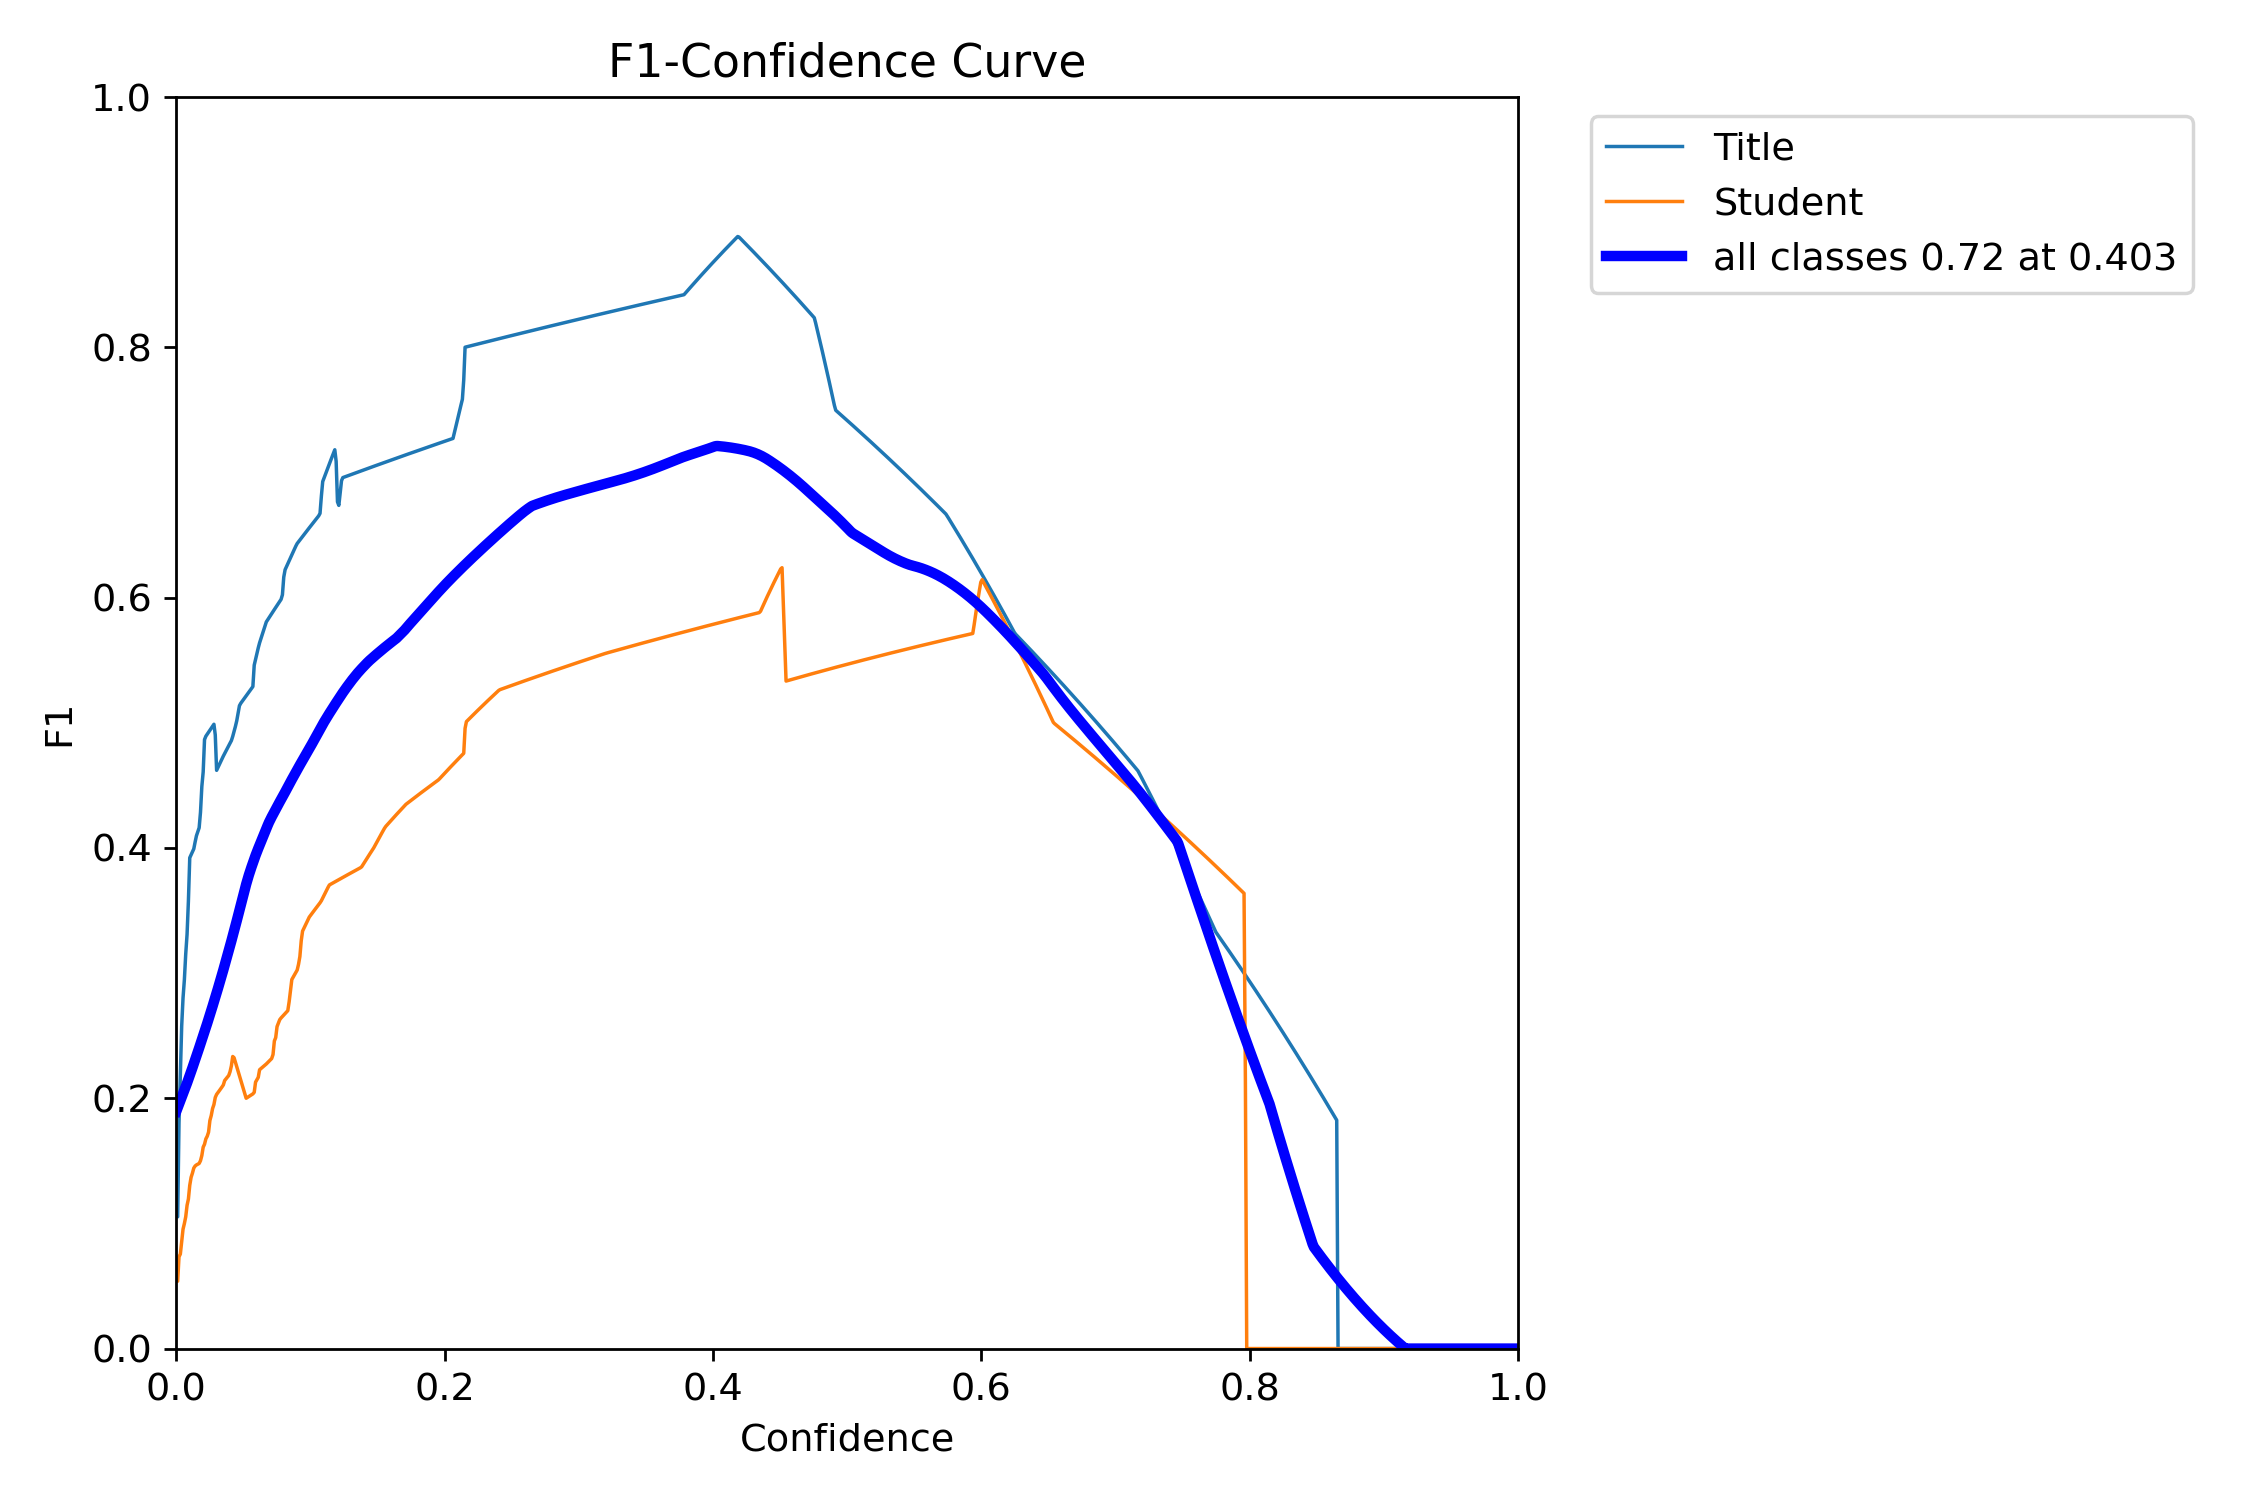 F1-Confidence Curve
1.0
0.8
0.6
0.4
0.2
0.0
F1
0.0 0.2 0.4 0.6 0.8 1.0
Confidence
Title
Student
all classes 0.72 at 0.403